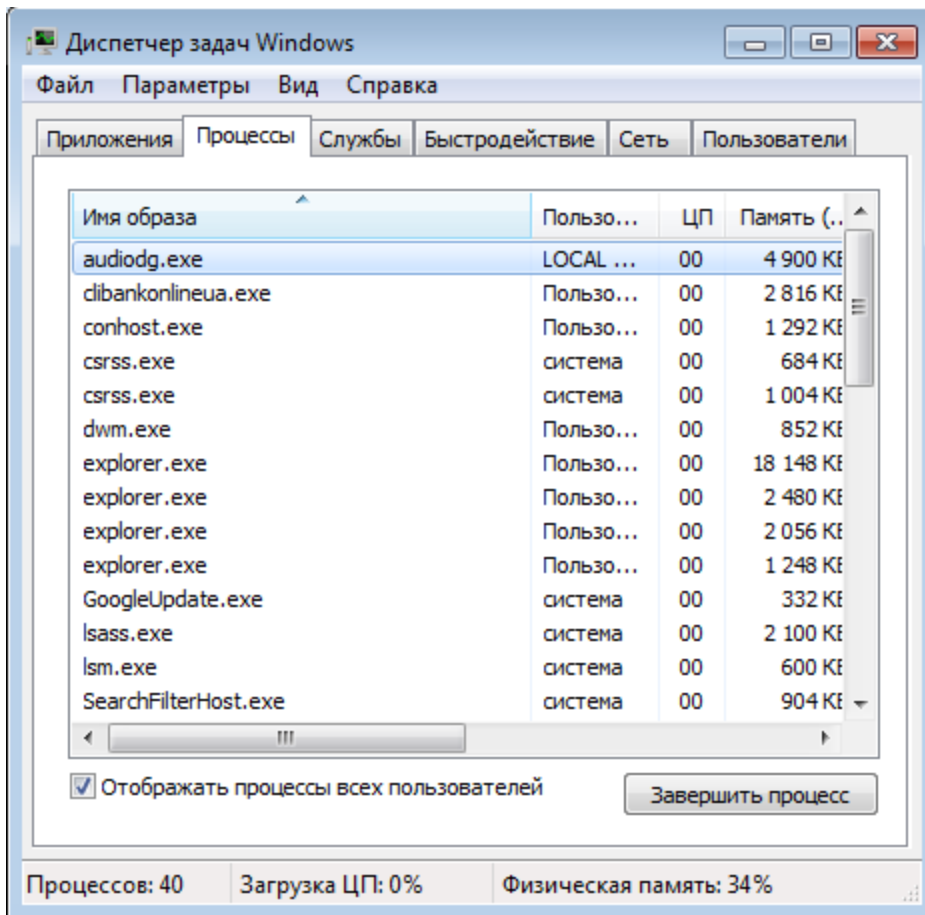 Диспетчер задач Windows
Файл Параметры Вид Справка
Приложения Процессы Службы Быстродействие Сеть Пользователи
Имя образа Пользо... ЦП Память (...
audiodg.exe LOCAL ... 00 4 900 КБ
clibankonlineua.exe Пользо... 00 2 816 КБ
conhost.exe Пользо... 00 1 292 КБ
csrss.exe система 00 684 КБ
csrss.exe система 00 1 004 КБ
dwm.exe Пользо... 00 852 КБ
explorer.exe Пользо... 00 18 148 КБ
explorer.exe Пользо... 00 2 480 КБ
explorer.exe Пользо... 00 2 056 КБ
explorer.exe Пользо... 00 1 248 КБ
GoogleUpdate.exe система 00 332 КБ
lsass.exe система 00 2 100 КБ
lsm.exe система 00 600 КБ
SearchFilterHost.exe система 00 904 КБ
Отображать процессы всех пользователей
Завершить процесс
Процессов: 40 Загрузка ЦП: 0% Физическая память: 34%